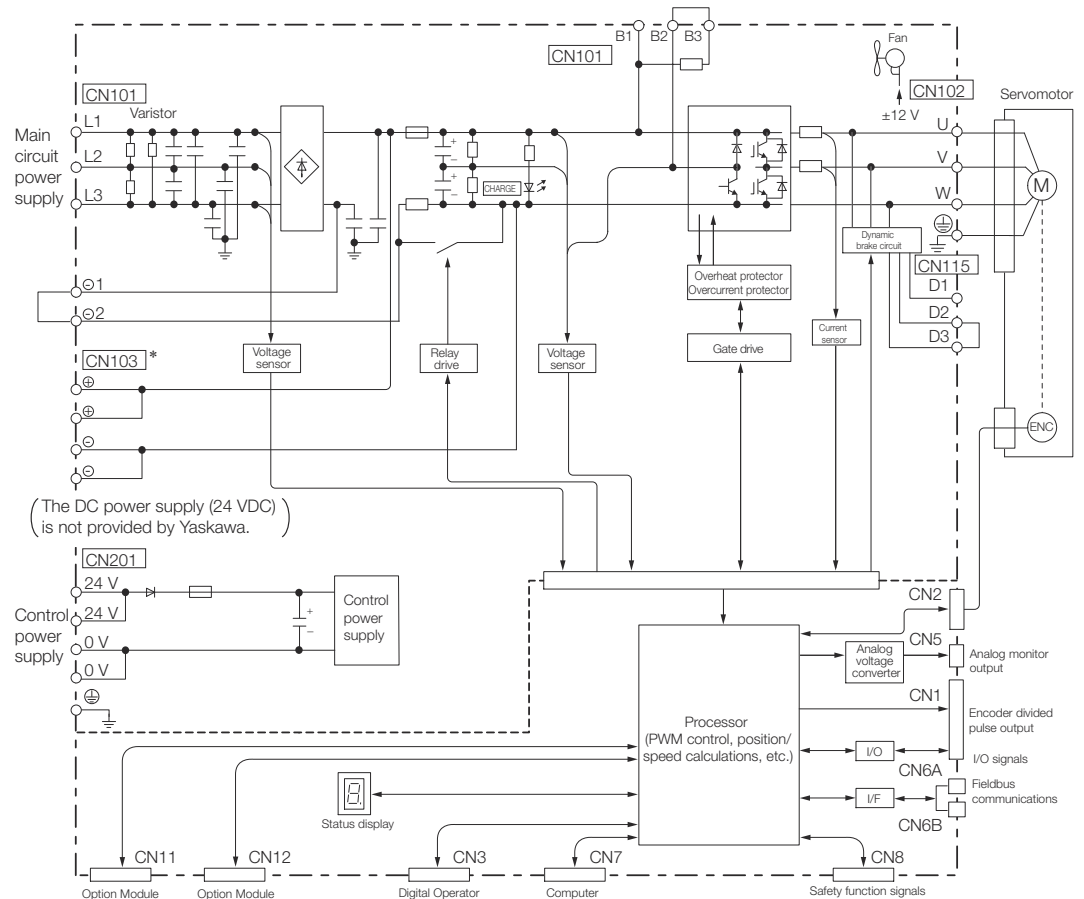 B1 B2 B3
CN101
Fan
CN102
±12 V
Servomotor
CN101
Varistor
Main
circuit
power
supply
L1
L2
L3
CHARGE
U
V
W
M
Dynamic
brake circuit
CN115
D1
D2
D3
⊖1
⊖2
Overheat protector
Overcurrent protector
Gate drive
Current
sensor
Voltage
sensor
Relay
drive
Voltage
sensor
CN103 *
⊕
⊕
⊖
⊖
ENC
(The DC power supply (24 VDC)
is not provided by Yaskawa.)
CN201
24 V
24 V
0 V
0 V
Control
power
supply
+
−
Control
power
supply
CN2
CN5
Analog
voltage
converter
Analog monitor
output
CN1
Encoder divided
pulse output
Processor
(PWM control, position/
speed calculations, etc.)
I/O
I/O signals
CN6A
I/F
Fieldbus
communications
CN6B
8.
Status display
CN11 CN12 CN3 CN7 CN8
Option Module Option Module Digital Operator Computer Safety function signals